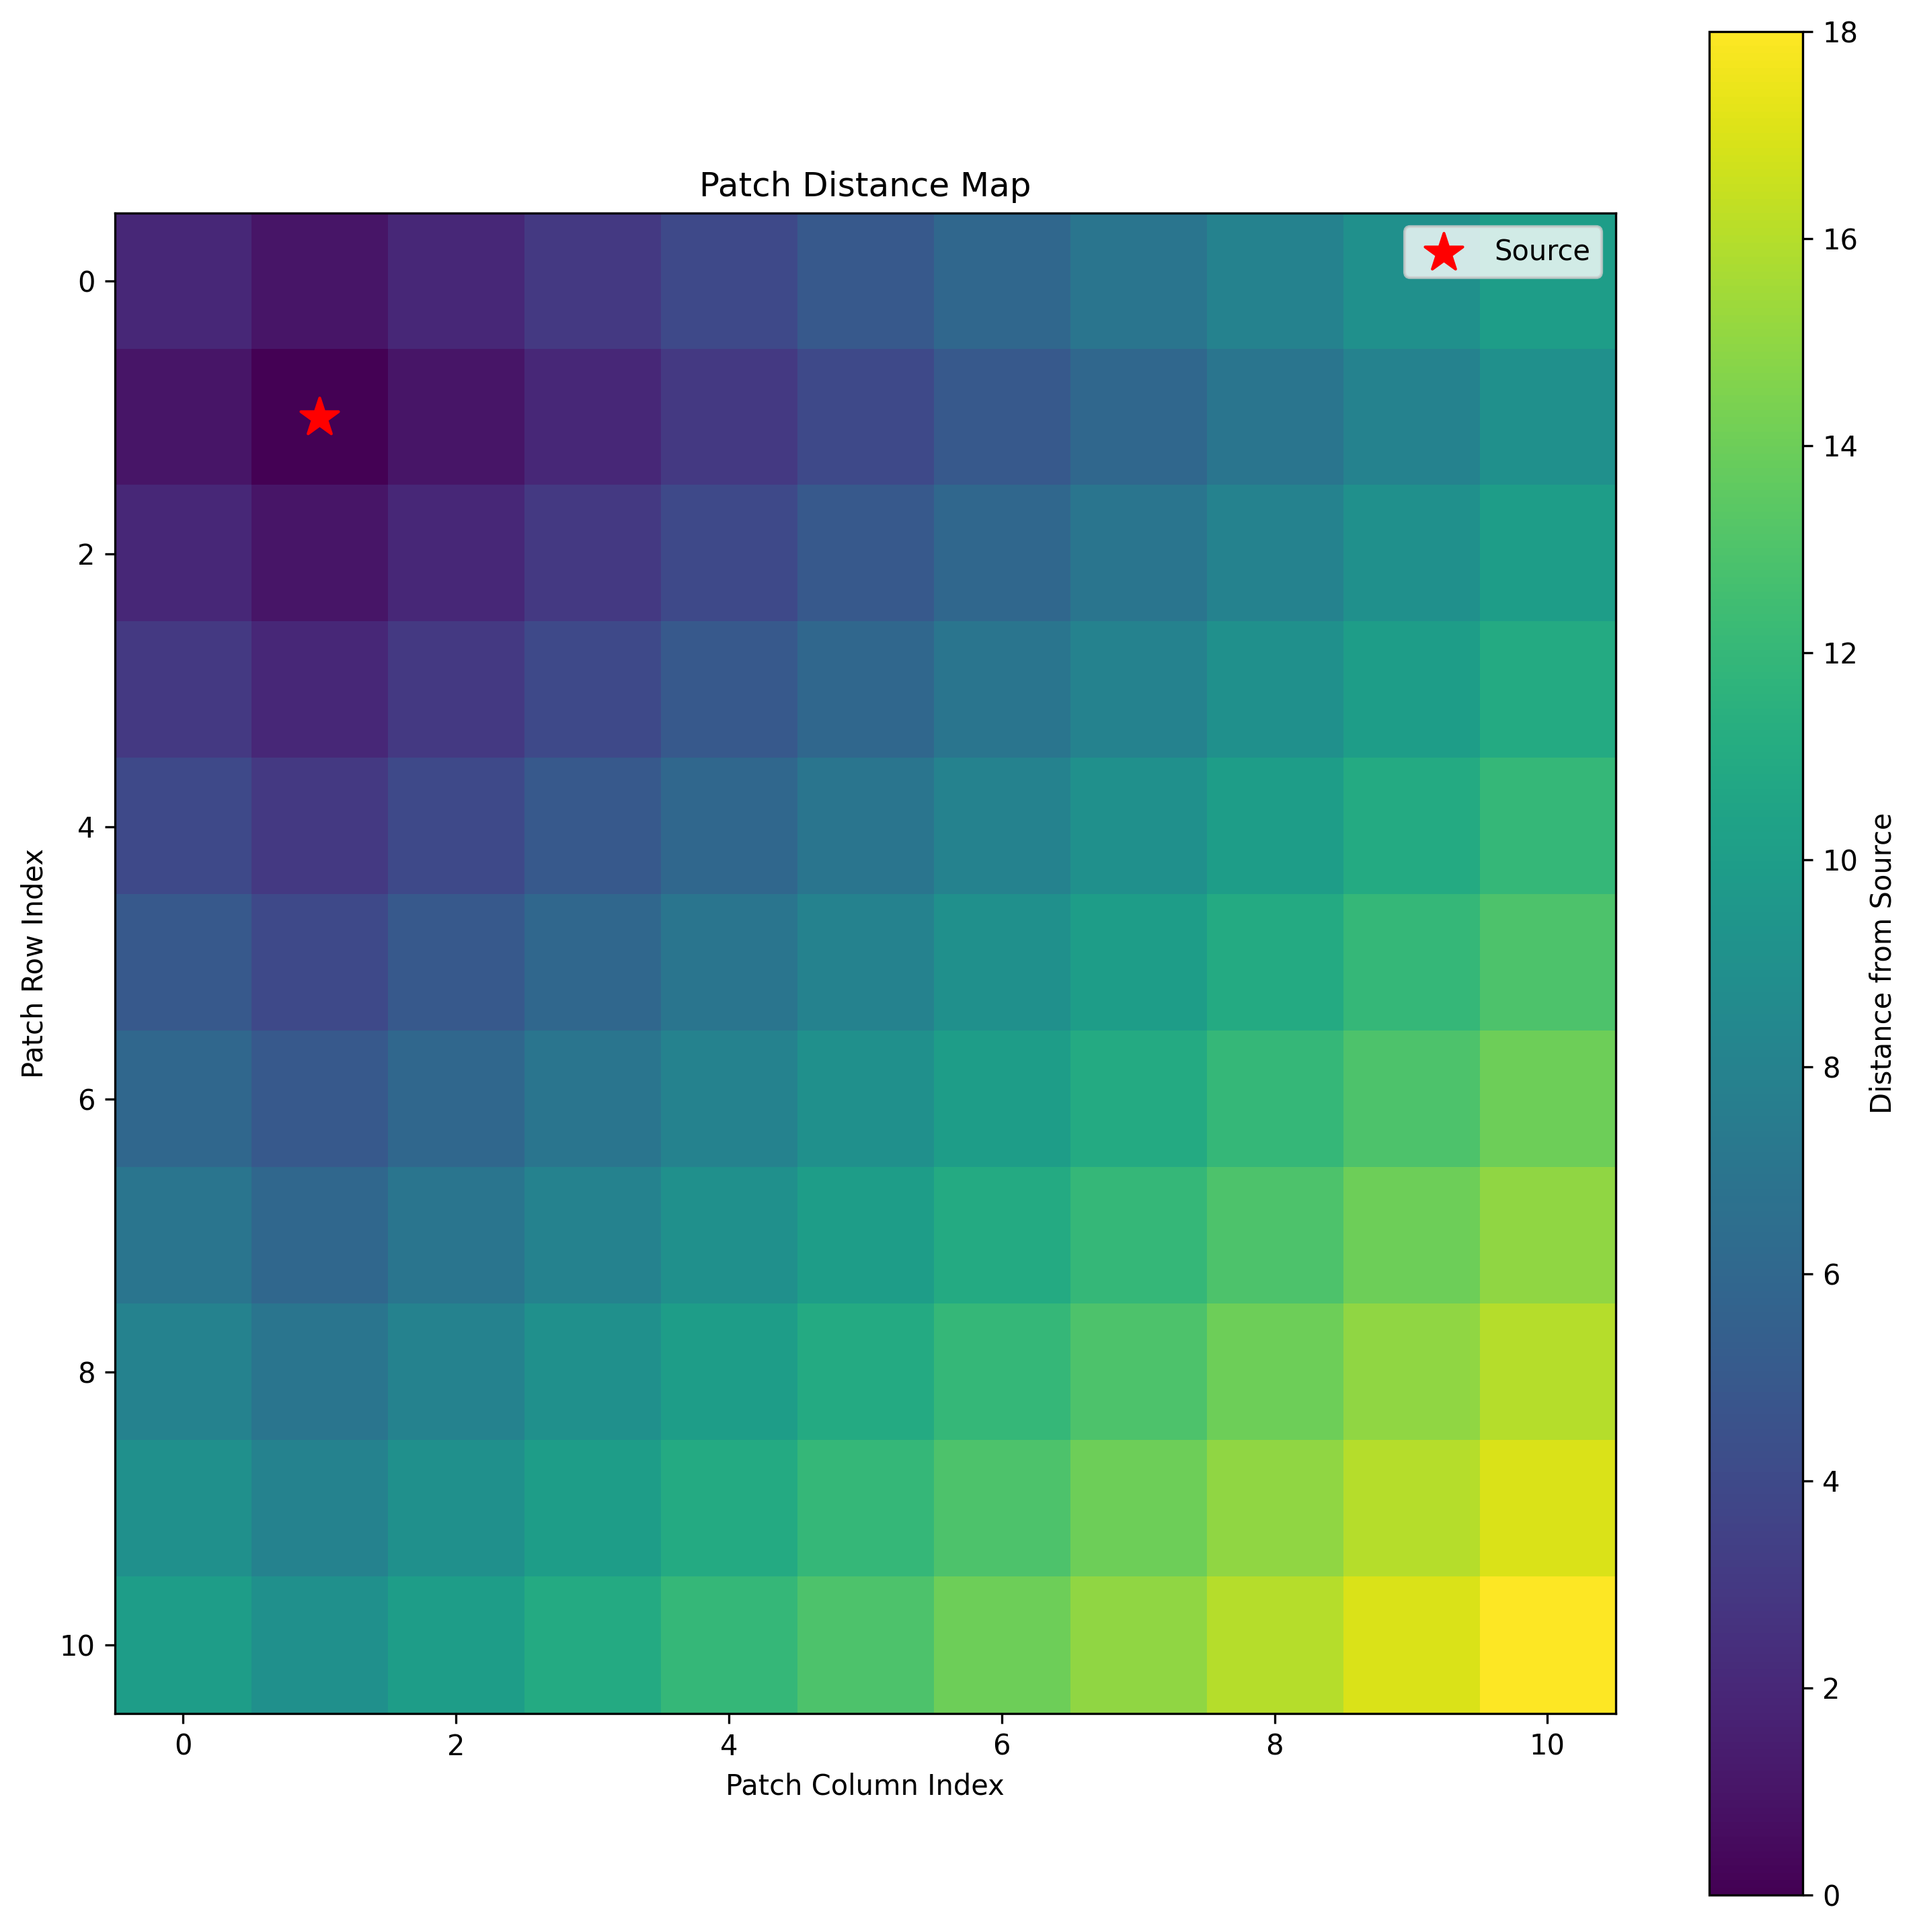 Patch Distance Map
Source
Patch Row Index
0
2
4
6
8
10
0 2 4 6 8 10
Patch Column Index
18
16
14
12
10
8
6
4
2
0
Distance from Source